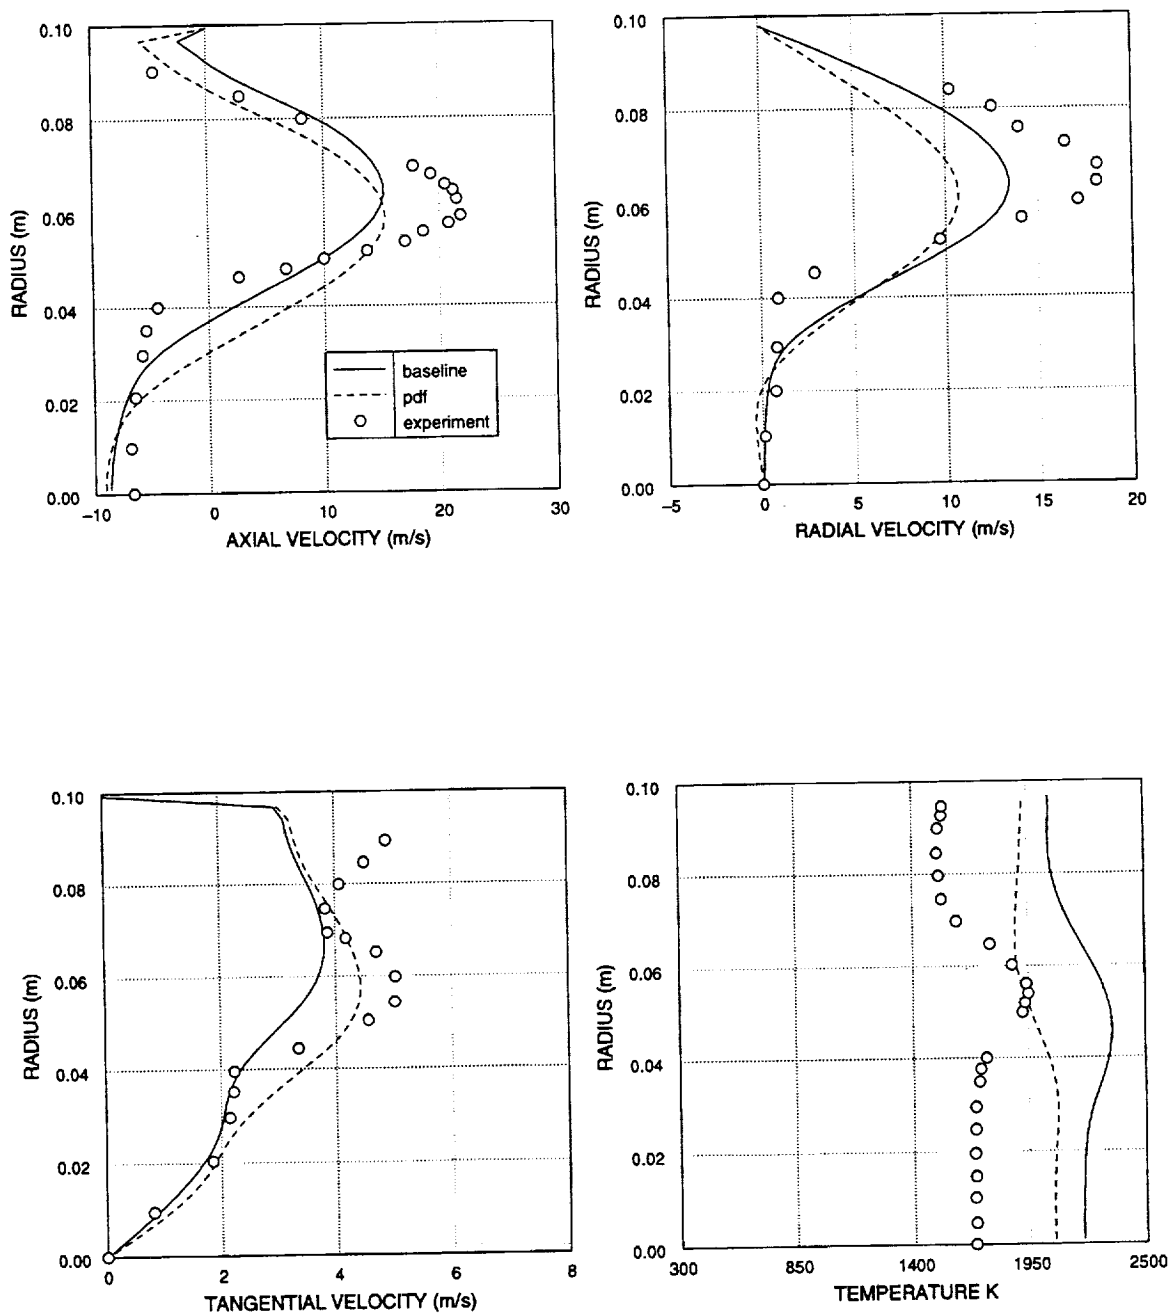 0.10
0.08
0.06
0.04
0.02
0.00
RADIUS (m)
−10 0 10 20 30
AXIAL VELOCITY (m/s)
baseline
pdf
experiment
0.10
0.08
0.06
0.04
0.02
0.00
RADIUS (m)
−5 0 5 10 15 20
RADIAL VELOCITY (m/s)
0.10
0.08
0.06
0.04
0.02
0.00
RADIUS (m)
0 2 4 6 8
TANGENTIAL VELOCITY (m/s)
0.10
0.08
0.06
0.04
0.02
0.00
RADIUS (m)
300 850 1400 1950 2500
TEMPERATURE K